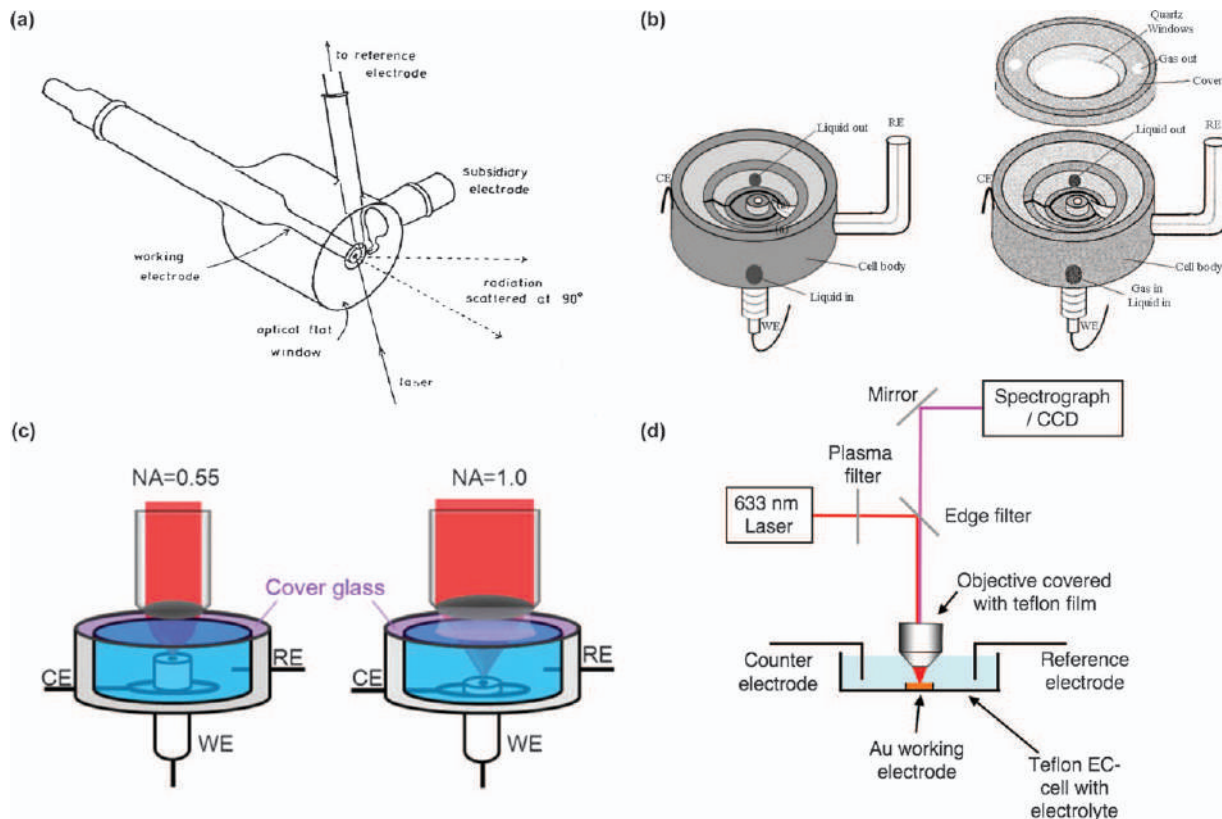 (a)
to reference
electrode
subsidiary
electrode
working
electrode
radiation
scattered at 90°
optical flat
window
laser
(b)
Quartz
Windows
Gas out
Cover
RE
Liquid out
CE
Cell body
Liquid in
WE
RE
Liquid out
CE
Cell body
Gas in
Liquid in
WE
(c)
NA=0.55
NA=1.0
Cover glass
CE
RE
WE
CE
RE
WE
(d)
Mirror
Spectrograph
/ CCD
Plasma
filter
633 nm
Laser
Edge filter
Objective covered
with teflon film
Counter
electrode
Reference
electrode
Au working
electrode
Teflon EC-
cell with
electrolyte